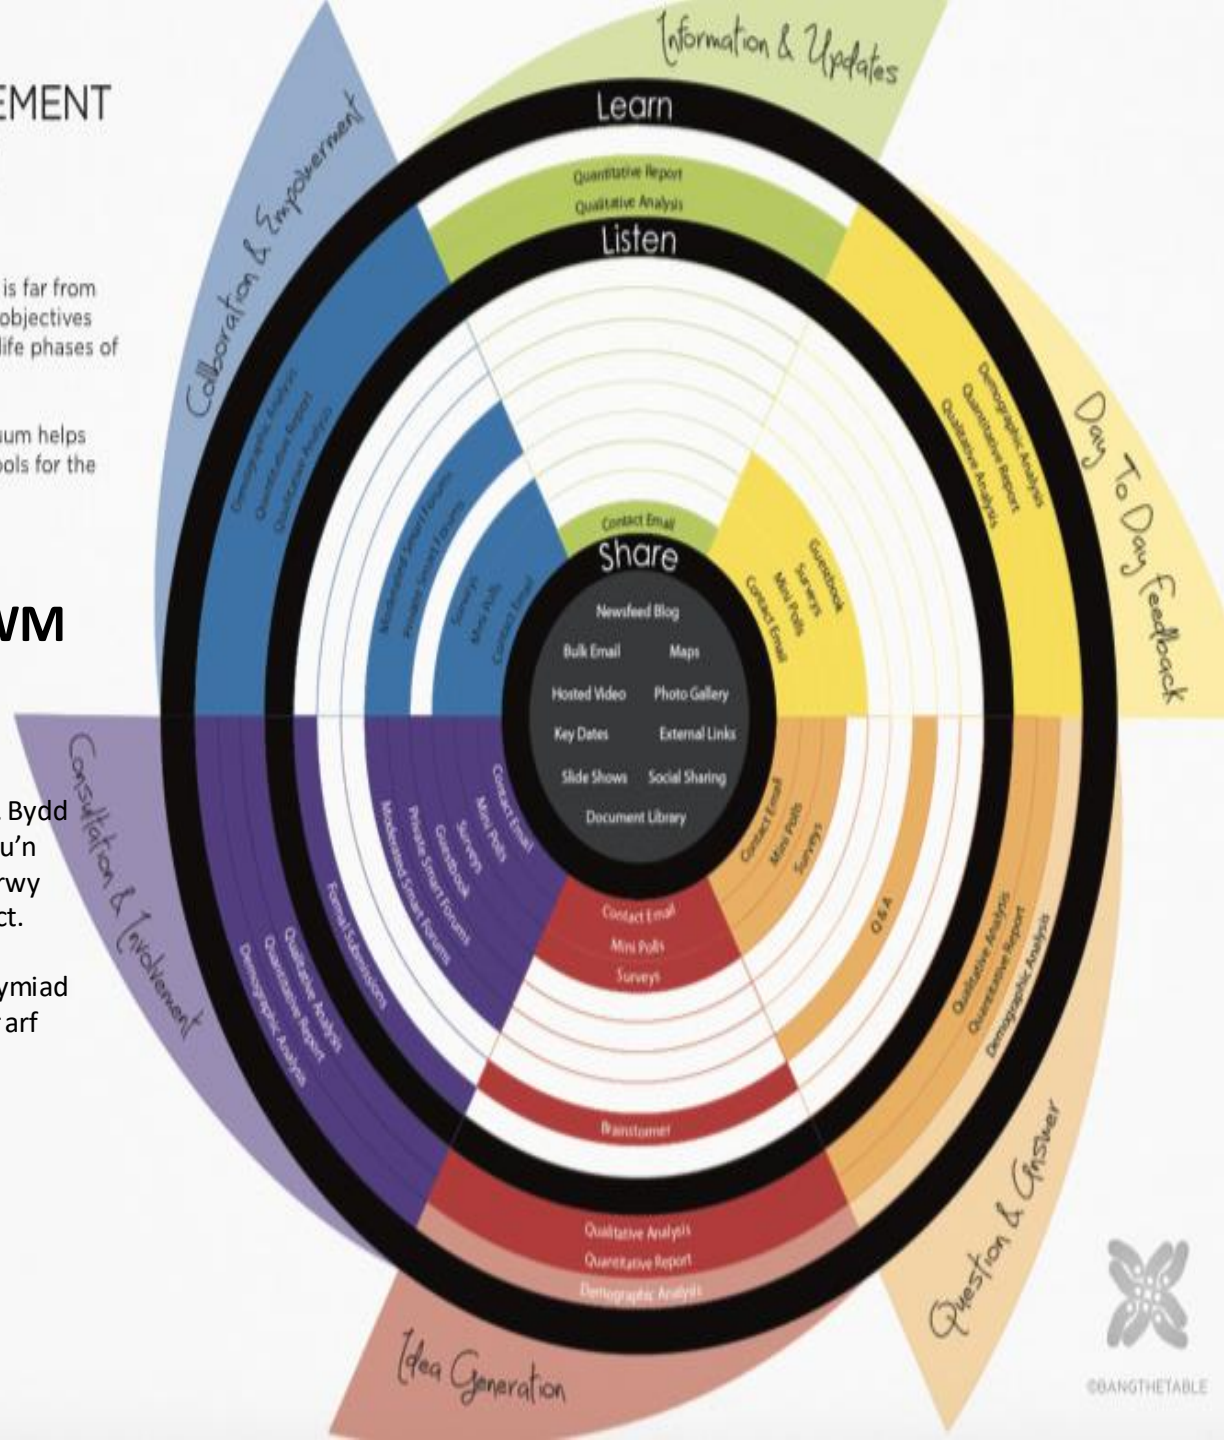 EMENT
is far from
objectives
life phases of
uum helps
ools for the
WM
. Bydd
u’n
rwy
ct.
ymiad
arf
Information & Updates
Learn
Quantitative Report
Qualitative Analysis
Listen
Contact Email
Share
Newsfeed Blog
Bulk Email Maps
Hosted Video Photo Gallery
Key Dates External Links
Slide Shows Social Sharing
Document Library
Day To Day Feedback
Demographic Analysis
Quantitative Report
Qualitative Analysis
Guestbook
Surveys
Mini Polls
Contact Email
Question & Answer
Contact Email
Mini Polls
Surveys
Q & A
Qualitative Analysis
Quantitative Report
Demographic Analysis
Idea Generation
Contact Email
Mini Polls
Surveys
Brainstormer
Qualitative Analysis
Quantitative Report
Demographic Analysis
Consultation & Involvement
Contact Email
Mini Polls
Surveys
Guestbook
Private Smart Forums
Moderated Smart Forums
Formal Submissions
Qualitative Analysis
Quantitative Report
Demographic Analysis
Collboration & Empowerment
Demographic Analysis
Quantitative Report
Qualitative Analysis
Moderated Smart Forums
Private Smart Forums
Surveys
Mini Polls
Contact Email
©BANGTHETABLE